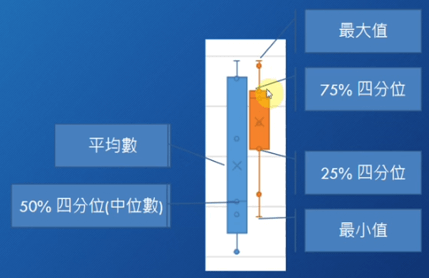 最大值
75% 四分位
平均數
25% 四分位
50% 四分位(中位數)
最小值